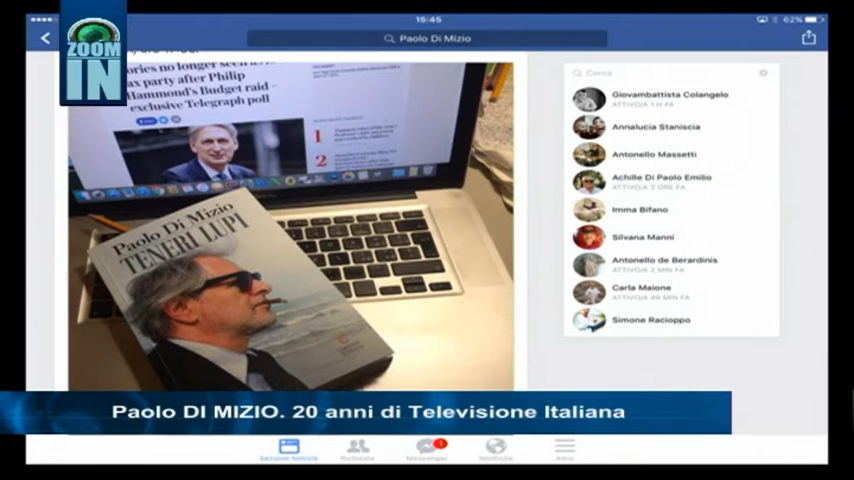 15:45
62%
ZOOM
IN
Paolo Di Mizio
ories no longer seen as
ax party after Philip
Hammond's Budget raid –
exclusive Telegraph poll
1
2
Paolo Di Mizio
TENERI LUPI
Cerca
Giovambattista Colangelo
ATTIVO/A 1 H FA
Annalucia Staniscia
Antonello Massetti
Achille Di Paolo Emilio
ATTIVO/A 2 ORE FA
Imma Bifano
Silvana Manni
Antonello de Berardinis
ATTIVO/A 2 MIN FA
Carla Maione
ATTIVO/A 49 MIN FA
Simone Racioppo
Paolo DI MIZIO. 20 anni di Televisione Italiana
Sezione Notizie
Richieste
Messenger
1
Notifiche
Altro